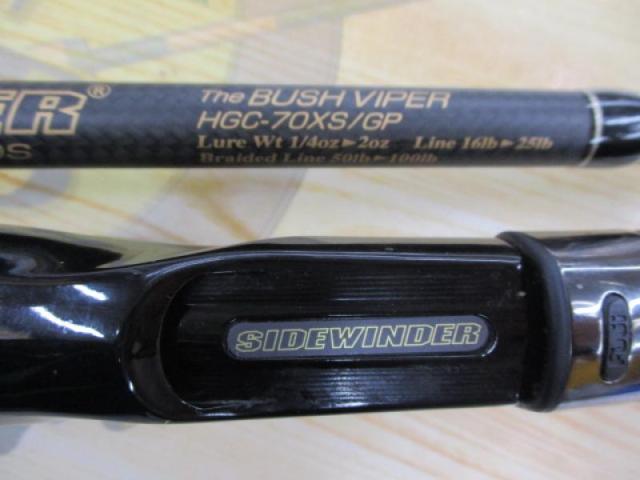 The BUSH VIPER
ER®
HGC-70XS/GP
DS
Lure Wt 1/4oz▶2oz Line 16lb▶25lb
Braided Line 50lb▶100lb
SIDEWINDER